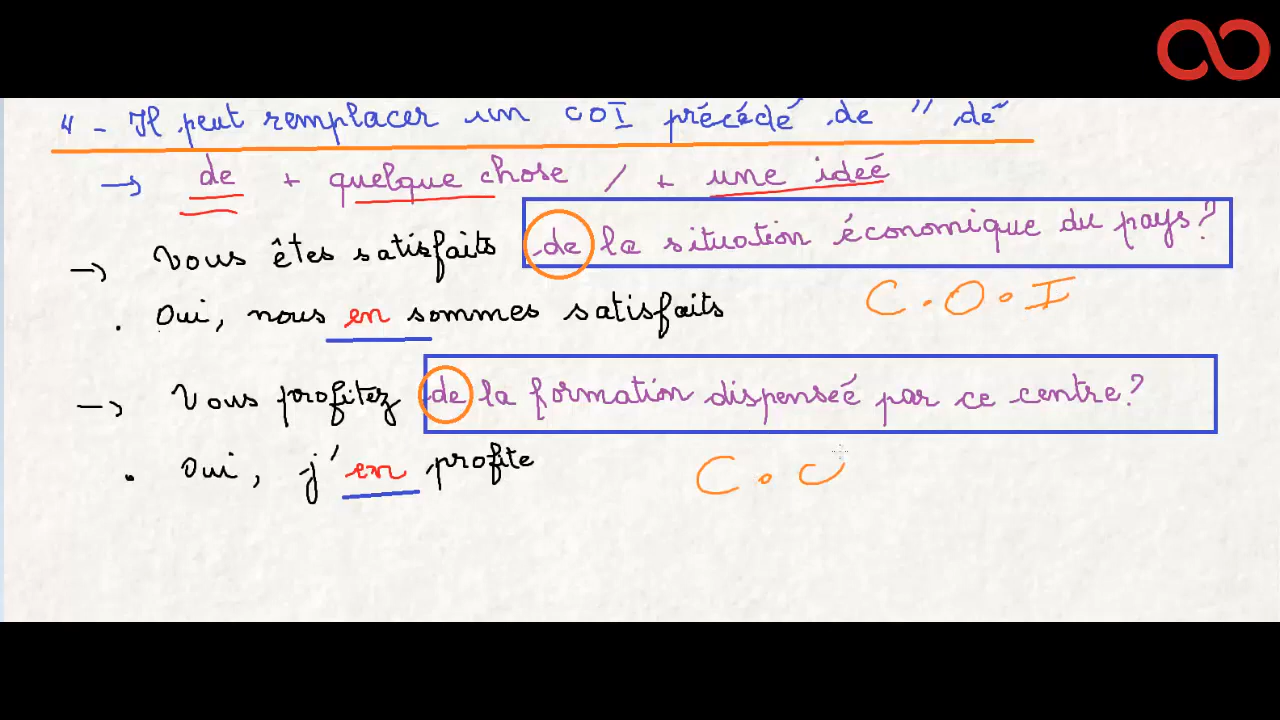 4 - Il peut remplacer un COI précédé de " de
→ de + quelque chose / + une idée
→ Vous êtes satisfaits de la situation économique du pays ?
C.O.I
. Oui, nous en sommes satisfaits
→ Vous profitez de la formation dispenseé par ce centre ?
. Oui, j'en profite
C.O